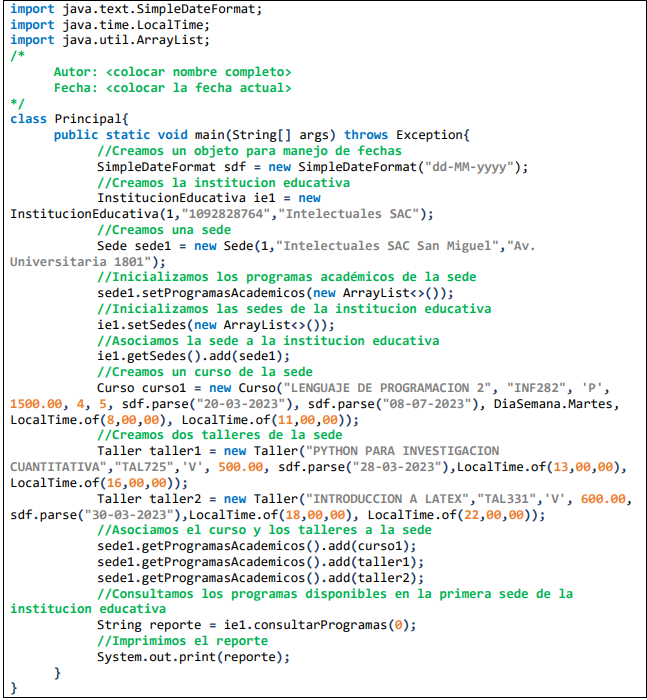 import java.text.SimpleDateFormat;
import java.time.LocalTime;
import java.util.ArrayList;
/*
Autor: <colocar nombre completo>
Fecha: <colocar la fecha actual>
*/
class Principal{
public static void main(String[] args) throws Exception{
//Creamos un objeto para manejo de fechas
SimpleDateFormat sdf = new SimpleDateFormat("dd-MM-yyyy");
//Creamos la institucion educativa
InstitucionEducativa ie1 = new
InstitucionEducativa(1,"1092828764","Intelectuales SAC");
//Creamos una sede
Sede sede1 = new Sede(1,"Intelectuales SAC San Miguel","Av.
Universitaria 1801");
//Inicializamos los programas académicos de la sede
sede1.setProgramasAcademicos(new ArrayList<>());
//Inicializamos las sedes de la institucion educativa
ie1.setSedes(new ArrayList<>());
//Asociamos la sede a la institucion educativa
ie1.getSedes().add(sede1);
//Creamos un curso de la sede
Curso curso1 = new Curso("LENGUAJE DE PROGRAMACION 2", "INF282", 'P',
1500.00, 4, 5, sdf.parse("20-03-2023"), sdf.parse("08-07-2023"), DiaSemana.Martes,
LocalTime.of(8,00,00), LocalTime.of(11,00,00));
//Creamos dos talleres de la sede
Taller taller1 = new Taller("PYTHON PARA INVESTIGACION
CUANTITATIVA","TAL725",'V', 500.00, sdf.parse("28-03-2023"),LocalTime.of(13,00,00),
LocalTime.of(16,00,00));
Taller taller2 = new Taller("INTRODUCCION A LATEX","TAL331",'V', 600.00,
sdf.parse("30-03-2023"),LocalTime.of(18,00,00), LocalTime.of(22,00,00));
//Asociamos el curso y los talleres a la sede
sede1.getProgramasAcademicos().add(curso1);
sede1.getProgramasAcademicos().add(taller1);
sede1.getProgramasAcademicos().add(taller2);
//Consultamos los programas disponibles en la primera sede de la
institucion educativa
String reporte = ie1.consultarProgramas(0);
//Imprimimos el reporte
System.out.print(reporte);
}
}